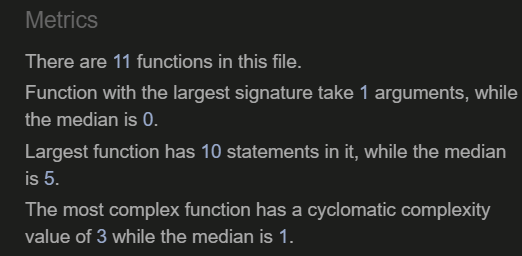 Metrics
There are 11 functions in this file.
Function with the largest signature take 1 arguments, while
the median is 0.
Largest function has 10 statements in it, while the median
is 5.
The most complex function has a cyclomatic complexity
value of 3 while the median is 1.